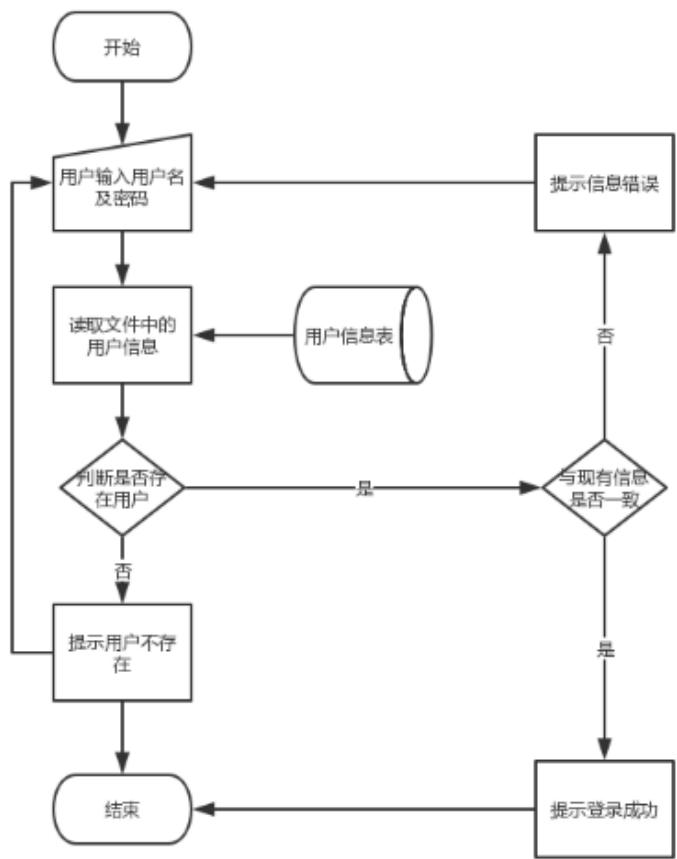 开始
用户输入用户名
及密码
提示信息错误
读取文件中的
用户信息
用户信息表
否
判断是否存
在用户
是
与现有信息
是否一致
否
提示用户不存
在
是
结束
提示登录成功